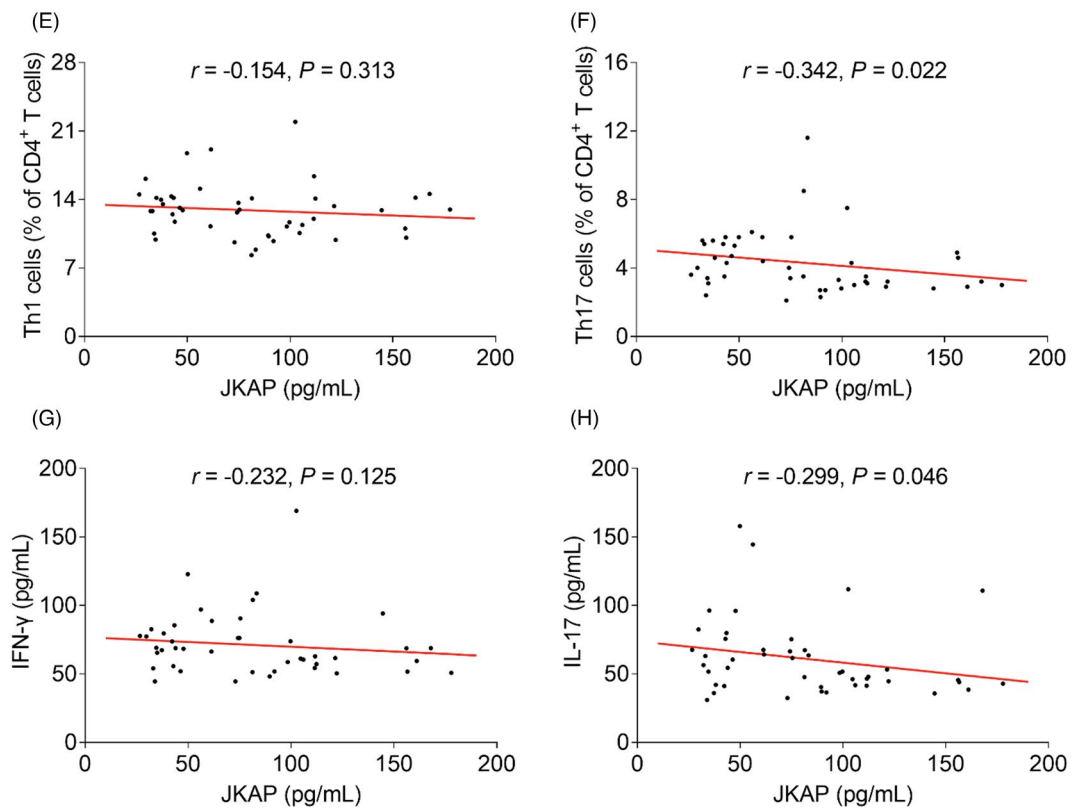 (E)
r = -0.154, P = 0.313
Th1 cells (% of CD4⁺ T cells)
28
21
14
7
0
0 50 100 150 200
JKAP (pg/mL)
(F)
r = -0.342, P = 0.022
Th17 cells (% of CD4⁺ T cells)
16
12
8
4
0
0 50 100 150 200
JKAP (pg/mL)
(G)
r = -0.232, P = 0.125
IFN-γ (pg/mL)
200
150
100
50
0
0 50 100 150 200
JKAP (pg/mL)
(H)
r = -0.299, P = 0.046
IL-17 (pg/mL)
200
150
100
50
0
0 50 100 150 200
JKAP (pg/mL)